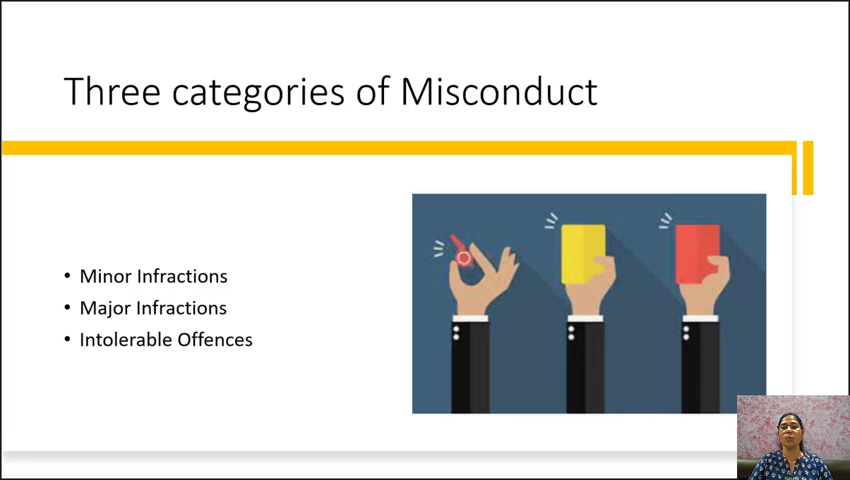 Three categories of Misconduct
• Minor Infractions
• Major Infractions
• Intolerable Offences